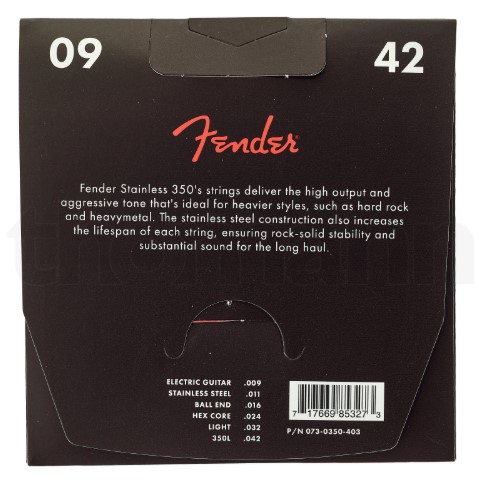 09 42
Fender
Fender Stainless 350's strings deliver the high output and
aggressive tone that's ideal for heavier styles, such as hard rock
and heavymetal. The stainless steel construction also increases
the lifespan of each string, ensuring rock-solid stability and
substantial sound for the long haul.
thomann
ELECTRIC GUITAR .009
STAINLESS STEEL .011
BALL END .016
HEX CORE .024
LIGHT .032
350L .042
7 17669 85327 3
P/N 073-0350-403